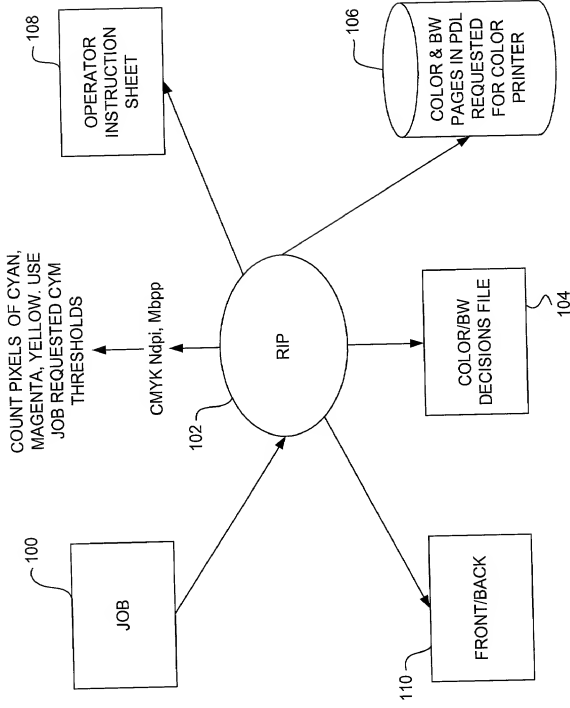 COUNT PIXELS OF CYAN,
MAGENTA, YELLOW. USE
JOB REQUESTED CYM
THRESHOLDS
108
OPERATOR
INSTRUCTION
SHEET
100
JOB
CMYK Ndpi, Mbpp
102
RIP
106
COLOR & BW
PAGES IN PDL
REQUESTED
FOR COLOR
PRINTER
110
FRONT/BACK
COLOR/BW
DECISIONS FILE
104